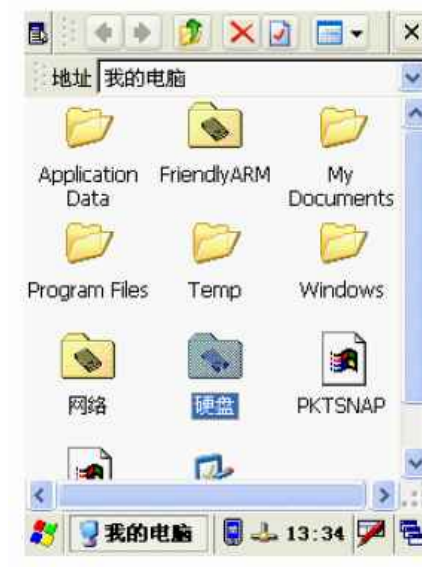 地址 我的电脑
Application Data
FriendlyARM
My Documents
Program Files
Temp
Windows
网络
硬盘
PKTSNAP
我的电脑
13:34